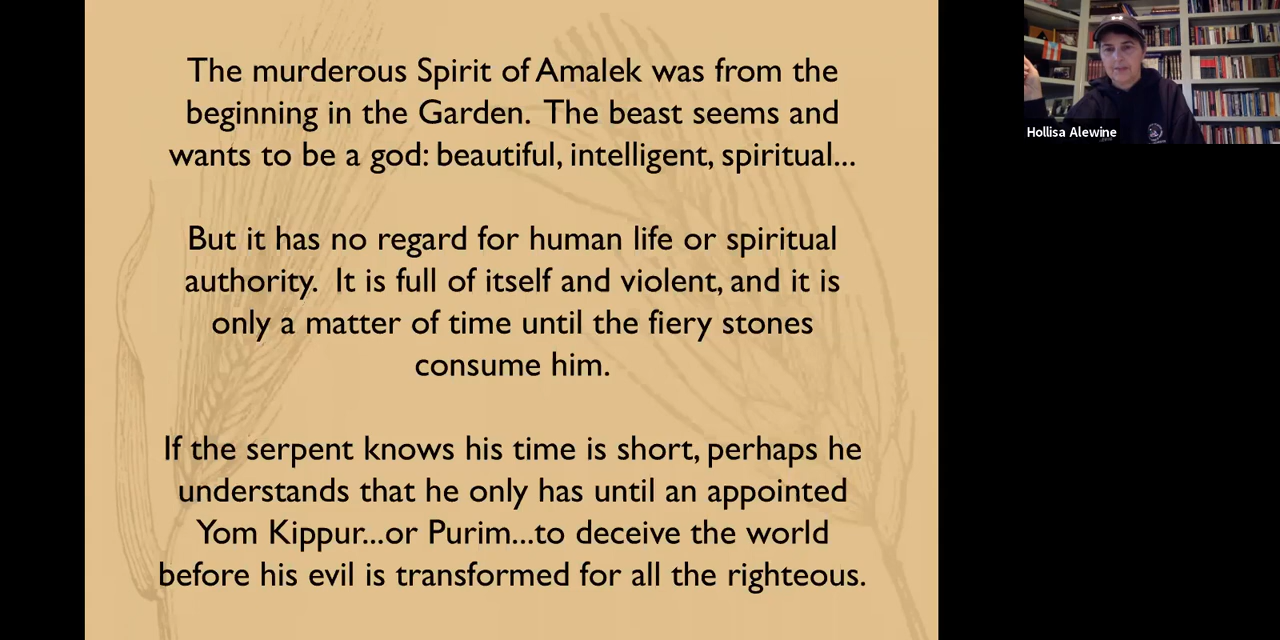 The murderous Spirit of Amalek was from the
beginning in the Garden. The beast seems and
wants to be a god: beautiful, intelligent, spiritual...
But it has no regard for human life or spiritual
authority. It is full of itself and violent, and it is
only a matter of time until the fiery stones
consume him.
If the serpent knows his time is short, perhaps he
understands that he only has until an appointed
Yom Kippur...or Purim...to deceive the world
before his evil is transformed for all the righteous.
Hollisa Alewine